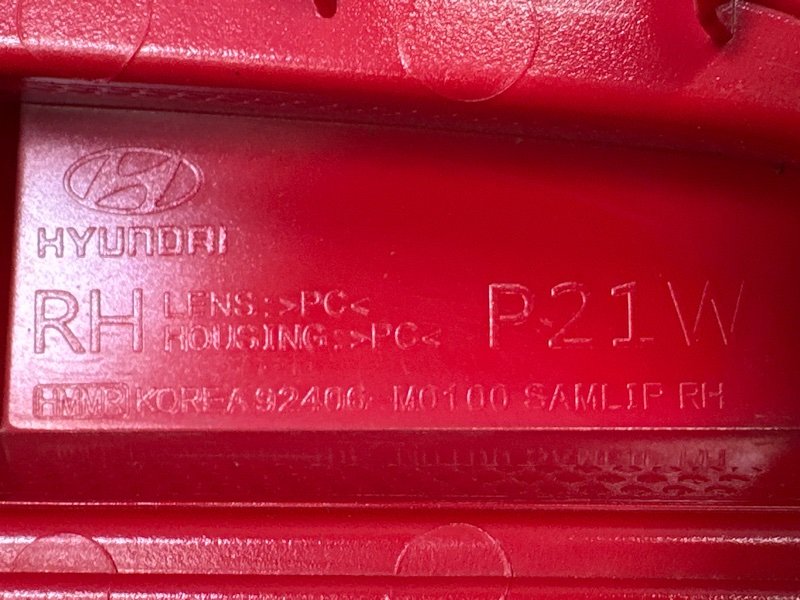 HYUNDAI
RH LENS:>PC< P21W
HOUSING:>PC<
HMMR KOREA 92406 M0100 SAMLIP RH